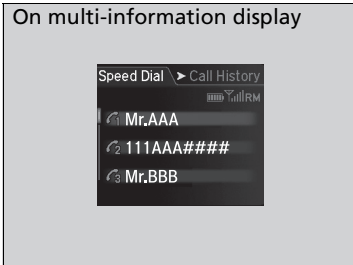 On multi-information display
Speed Dial ➤ Call History
RM
1 Mr.AAA
2 111AAA####
3 Mr.BBB